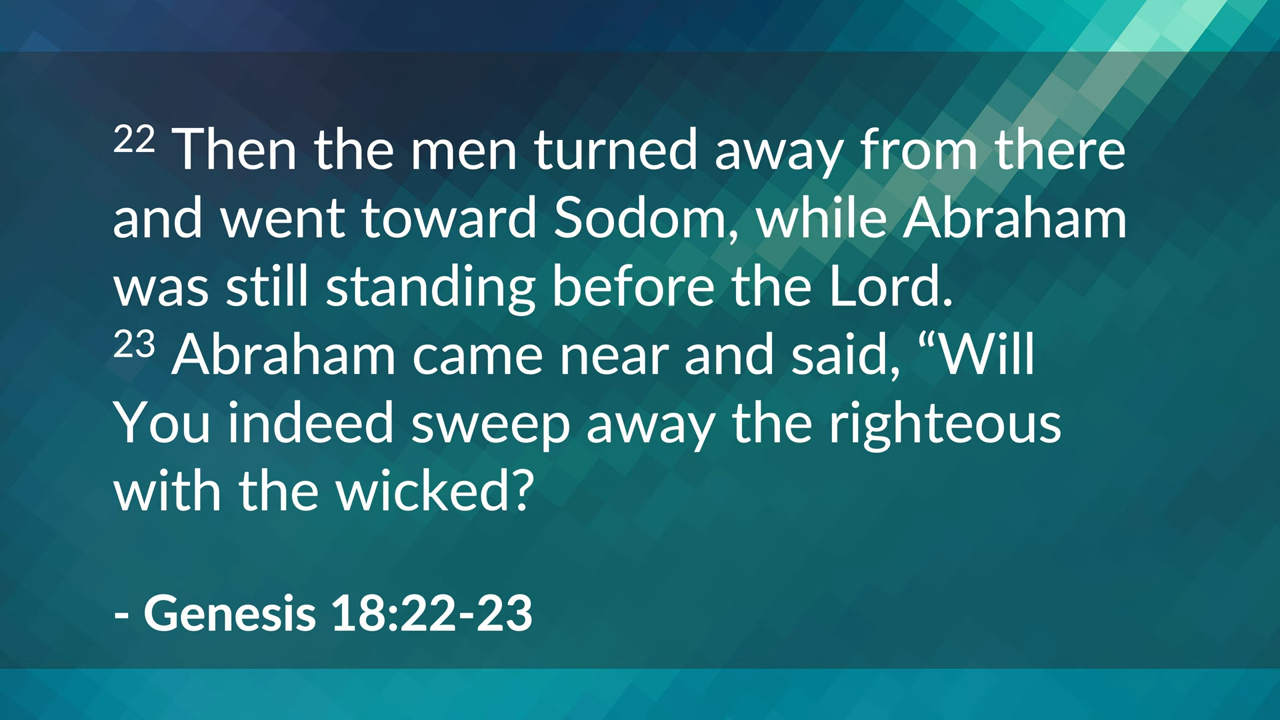 22 Then the men turned away from there
and went toward Sodom, while Abraham
was still standing before the Lord.
23 Abraham came near and said, “Will
You indeed sweep away the righteous
with the wicked?
- Genesis 18:22-23